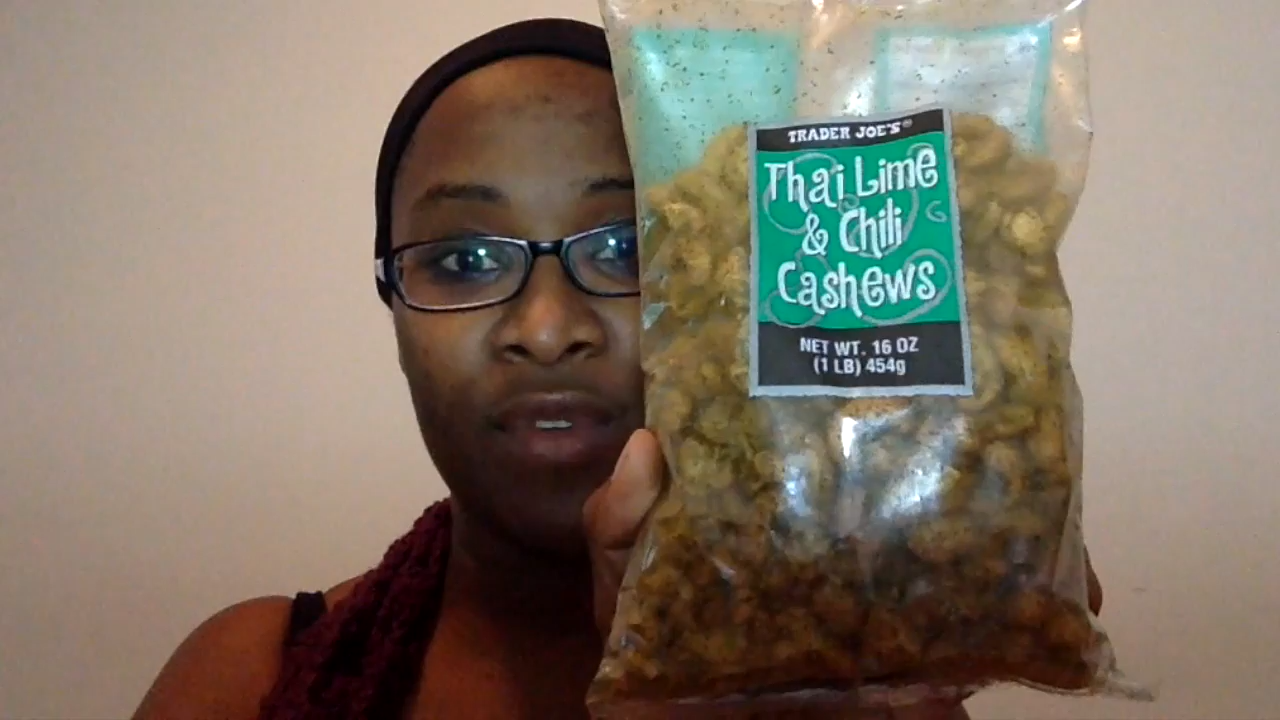 TRADER JOE'S®
Thai Lime
& Chili
Cashews
NET WT. 16 OZ
(1 LB) 454g